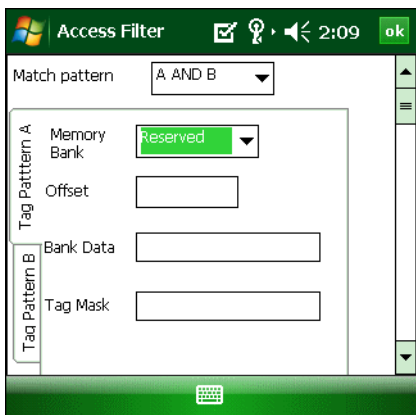 Access Filter 2:09 ok
Match pattern A AND B
Tag Patttern A
Memory Bank Reserved
Offset
Bank Data
Tag Pattern B
Tag Mask